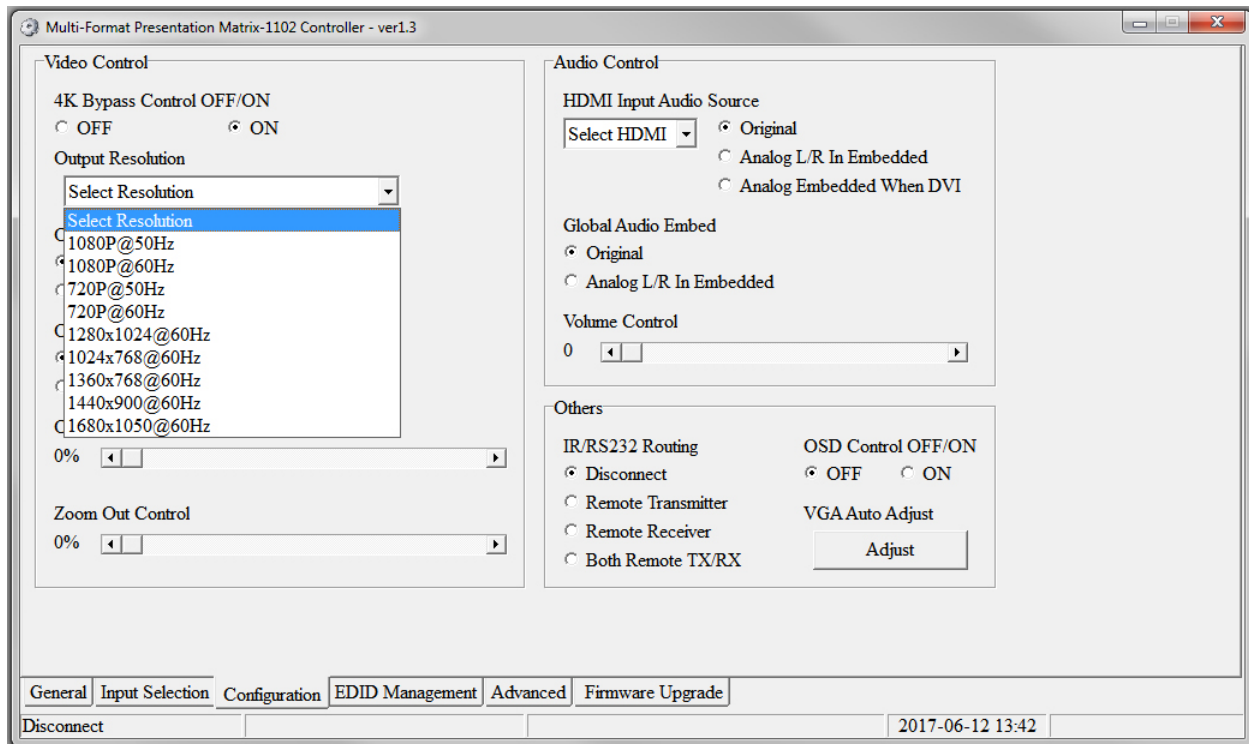 Multi-Format Presentation Matrix-1102 Controller - ver1.3
Video Control
4K Bypass Control OFF/ON
OFF
ON
Output Resolution
Select Resolution
Select Resolution
1080P@50Hz
1080P@60Hz
720P@50Hz
720P@60Hz
1280x1024@60Hz
1024x768@60Hz
1360x768@60Hz
1440x900@60Hz
1680x1050@60Hz
0%
Zoom Out Control
0%
Audio Control
HDMI Input Audio Source
Select HDMI
Original
Analog L/R In Embedded
Analog Embedded When DVI
Global Audio Embed
Original
Analog L/R In Embedded
Volume Control
0
Others
IR/RS232 Routing
Disconnect
Remote Transmitter
Remote Receiver
Both Remote TX/RX
OSD Control OFF/ON
OFF
ON
VGA Auto Adjust
Adjust
General
Input Selection
Configuration
EDID Management
Advanced
Firmware Upgrade
Disconnect
2017-06-12 13:42